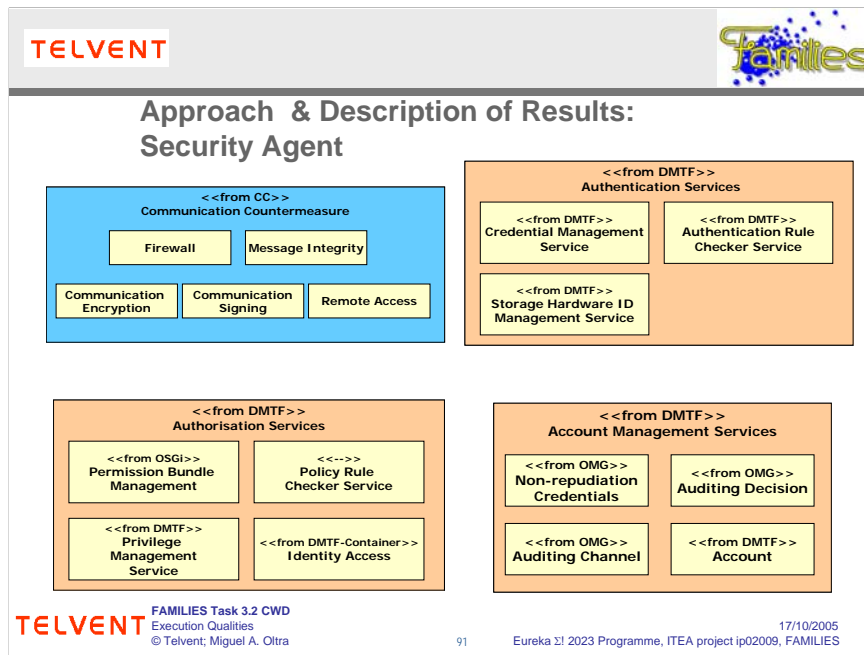 TELVENT
Families
Approach & Description of Results:
Security Agent
<<from CC>>
Communication Countermeasure
Firewall
Message Integrity
Communication
Encryption
Communication
Signing
Remote Access
<<from DMTF>>
Authentication Services
<<from DMTF>>
Credential Management
Service
<<from DMTF>>
Authentication Rule
Checker Service
<<from DMTF>>
Storage Hardware ID
Management Service
<<from DMTF>>
Authorisation Services
<<from OSGi>>
Permission Bundle
Management
<<-->>
Policy Rule
Checker Service
<<from DMTF>>
Privilege
Management
Service
<<from DMTF-Container>>
Identity Access
<<from DMTF>>
Account Management Services
<<from OMG>>
Non-repudiation
Credentials
<<from OMG>>
Auditing Decision
<<from OMG>>
Auditing Channel
<<from DMTF>>
Account
TELVENT
FAMILIES Task 3.2 CWD
Execution Qualities
© Telvent; Miguel A. Oltra
91
17/10/2005
Eureka Σ! 2023 Programme, ITEA project ip02009, FAMILIES